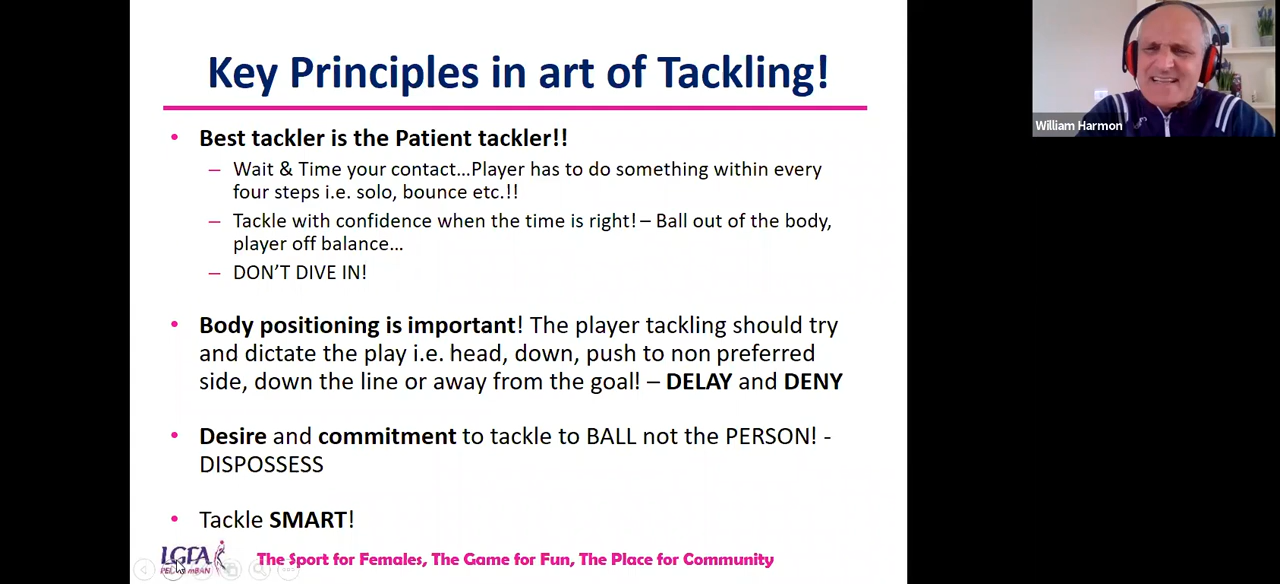 Key Principles in art of Tackling!
• Best tackler is the Patient tackler!!
– Wait & Time your contact…Player has to do something within every
four steps i.e. solo, bounce etc.!!
– Tackle with confidence when the time is right! – Ball out of the body,
player off balance…
– DON'T DIVE IN!
• Body positioning is important! The player tackling should try
and dictate the play i.e. head, down, push to non preferred
side, down the line or away from the goal! – DELAY and DENY
• Desire and commitment to tackle to BALL not the PERSON! -
DISPOSSESS
• Tackle SMART!
LGFA
The Sport for Females, The Game for Fun, The Place for Community
William Harmon